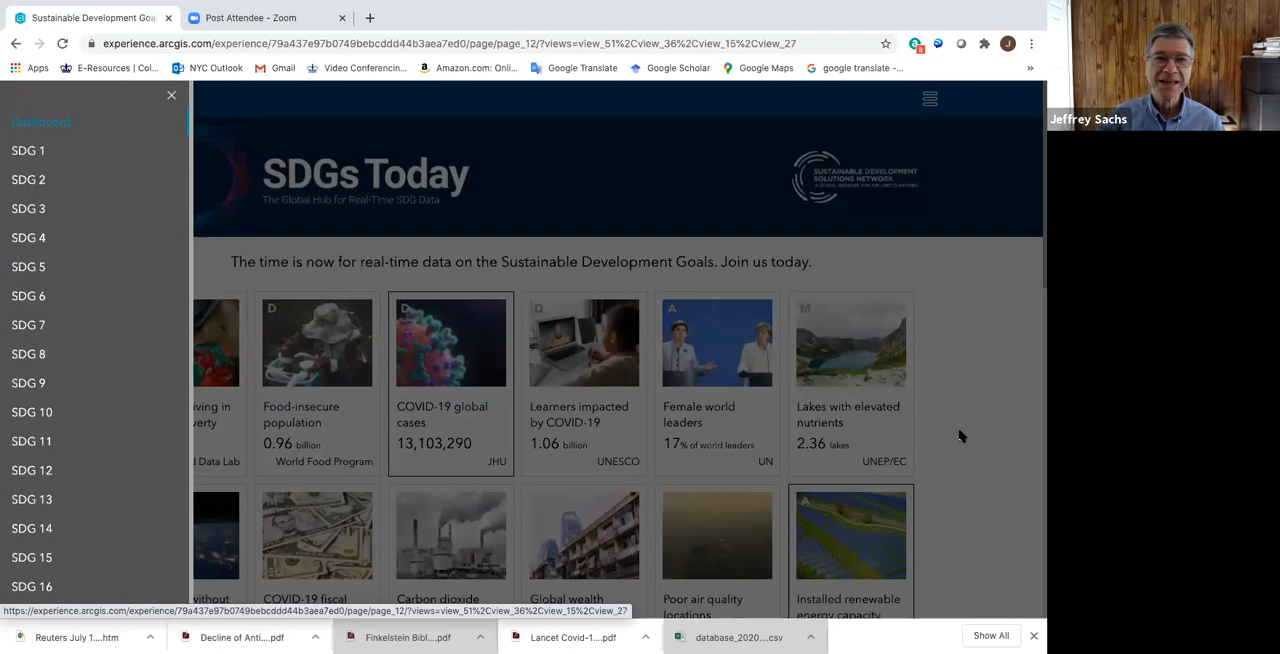 Sustainable Development Goa
Post Attendee - Zoom
experience.arcgis.com/experience/79a437e97b0749bebcddd44b3aea7ed0/page/page_12/?views=view_51%2Cview_36%2Cview_15%2Cview_27
8
J
Apps
E-Resources | Col...
NYC Outlook
Gmail
Video Conferencin...
Amazon.com: Onli...
Google Translate
Google Scholar
Google Maps
google translate -...
»
Jeffrey Sachs
Dashboard
SDG 1
SDG 2
SDG 3
SDG 4
SDG 5
SDG 6
SDG 7
SDG 8
SDG 9
SDG 10
SDG 11
SDG 12
SDG 13
SDG 14
SDG 15
SDG 16
SDGs Today
The Global Hub for Real-Time SDG Data
SUSTAINABLE DEVELOPMENT
SOLUTIONS NETWORK
A GLOBAL INITIATIVE FOR THE UNITED NATIONS
The time is now for real-time data on the Sustainable Development Goals. Join us today.
iving in
verty
d Data Lab
D
Food-insecure
population
0.96 billion
World Food Program
D
COVID-19 global
cases
13,103,290
JHU
D
Learners impacted
by COVID-19
1.06 billion
UNESCO
A
Female world
leaders
17% of world leaders
UN
M
Lakes with elevated
nutrients
2.36 lakes
UNEP/EC
without
COVID-19 fiscal
Carbon dioxide
Global wealth
Poor air quality
locations
A
Installed renewable
energy capacity
https://experience.arcgis.com/experience/79a437e97b0749bebcddd44b3aea7ed0/page/page_12/?views=view_51%2Cview_36%2Cview_15%2Cview_27
Reuters July 1....htm
Decline of Anti....pdf
Finkelstein Bibl....pdf
Lancet Covid-1....pdf
database_2020....csv
Show All